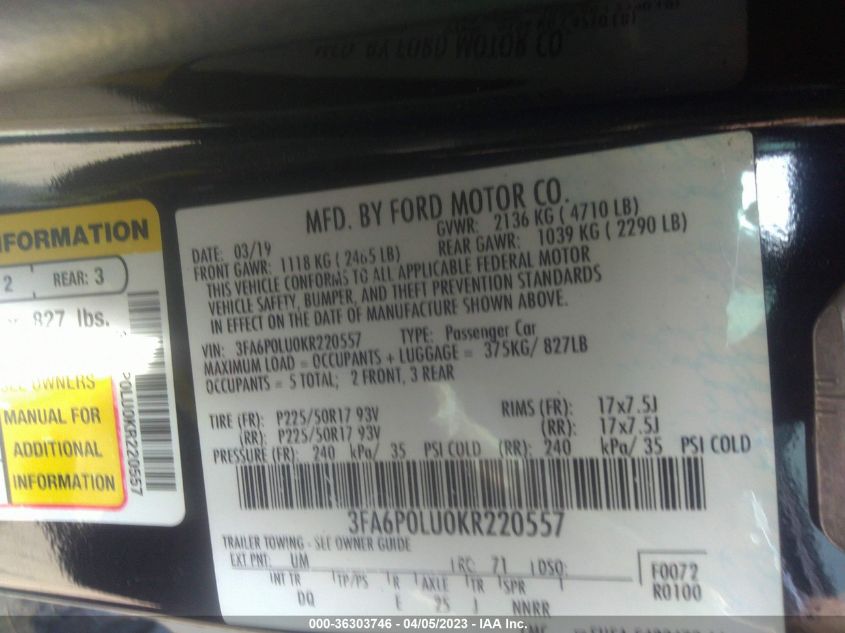 MFD. BY FORD MOTOR CO
NFORMATION
2 REAR: 3
827 lbs.
SEE OWNERS
MANUAL FOR
ADDITIONAL
INFORMATION
P0LU0KR220557
MFD. BY FORD MOTOR CO.
DATE: 03/19 GVWR: 2136 KG ( 4710 LB)
FRONT GAWR: 1118 KG ( 2465 LB) REAR GAWR: 1039 KG ( 2290 LB)
THIS VEHICLE CONFORMS TO ALL APPLICABLE FEDERAL MOTOR
VEHICLE SAFETY, BUMPER, AND THEFT PREVENTION STANDARDS
IN EFFECT ON THE DATE OF MANUFACTURE SHOWN ABOVE.
VIN: 3FA6P0LU0KR220557 TYPE: Passenger Car
MAXIMUM LOAD = OCCUPANTS + LUGGAGE = 375KG/ 827LB
OCCUPANTS = 5 TOTAL; 2 FRONT, 3 REAR
TIRE (FR): P225/50R17 93V RIMS (FR): 17x7.5J
(RR): P225/50R17 93V (RR): 17x7.5J
PRESSURE (FR): 240 kPa/ 35 PSI COLD (RR): 240 kPa/ 35 PSI COLD
3FA6P0LU0KR220557
TRAILER TOWING - SEE OWNER GUIDE
EXT PNT: UM RC: 71 DSO: F0072
INT TR TP/PS R AXLE TR SPR R0100
DQ E 25 J NNRR
000-36303746 - 04/05/2023 - IAA Inc.